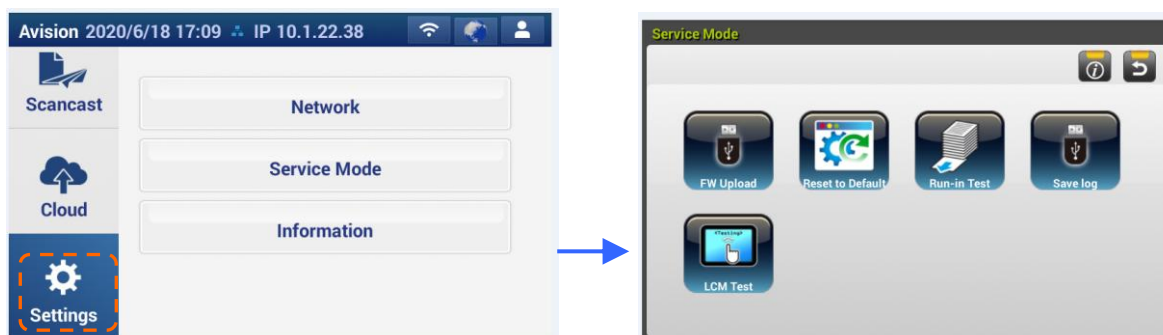 Avision 2020/6/18 17:09 IP 10.1.22.38
Scancast
Cloud
Settings
Network
Service Mode
Information
Service Mode
FW Upload
Reset to Default
Run-in Test
Save log
<Testing>
LCM Test